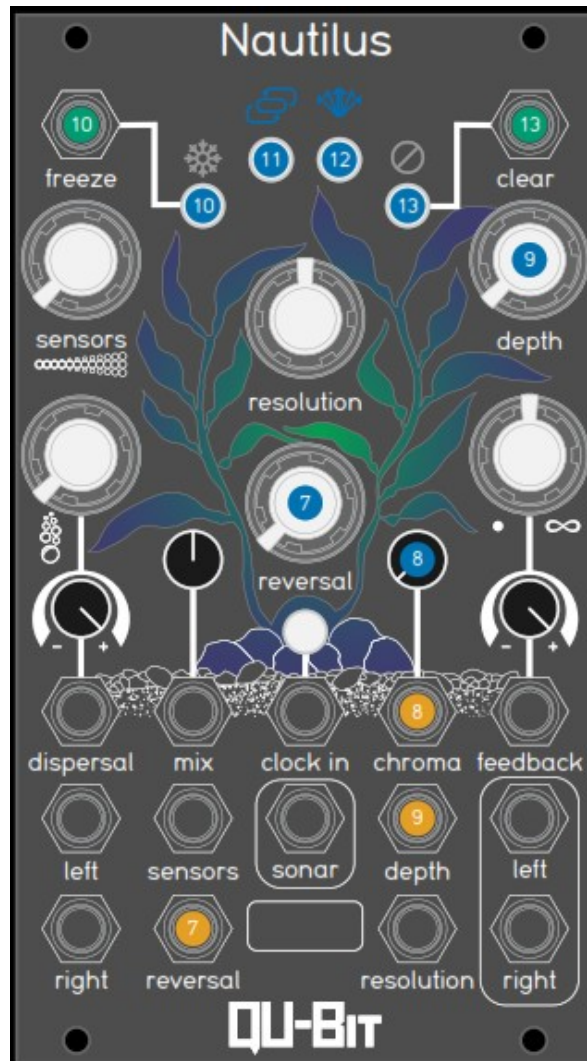 Nautilus
10
13
11
12
freeze
clear
10
13
9
sensors
depth
resolution
7
reversal
8
- +
- +
8
dispersal
mix
clock in
chroma
feedback
9
left
sensors
sonar
depth
left
7
right
reversal
resolution
right
QU-BIT